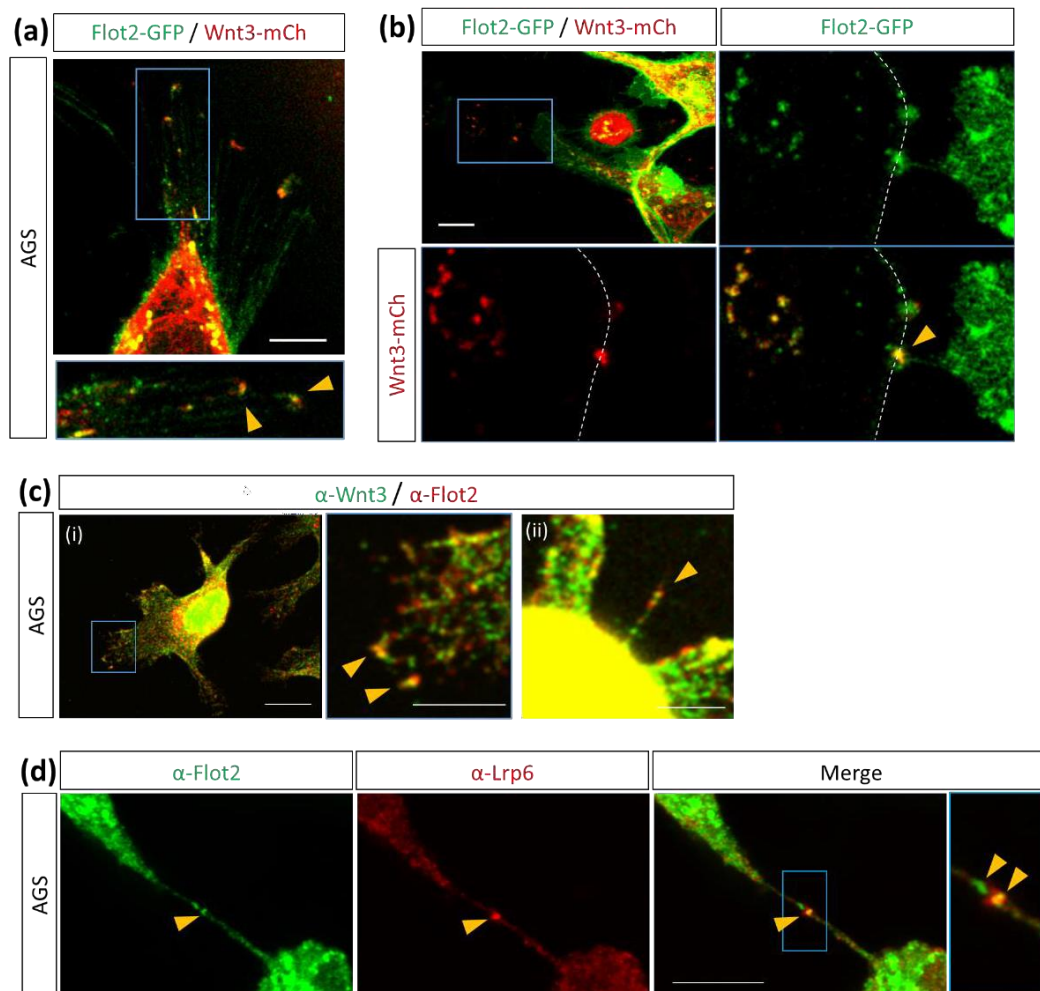 (a)
Flot2-GFP / Wnt3-mCh
AGS
(b)
Flot2-GFP / Wnt3-mCh
Flot2-GFP
Wnt3-mCh
(c)
α-Wnt3 / α-Flot2
AGS
(i)
(ii)
(d)
α-Flot2
α-Lrp6
Merge
AGS